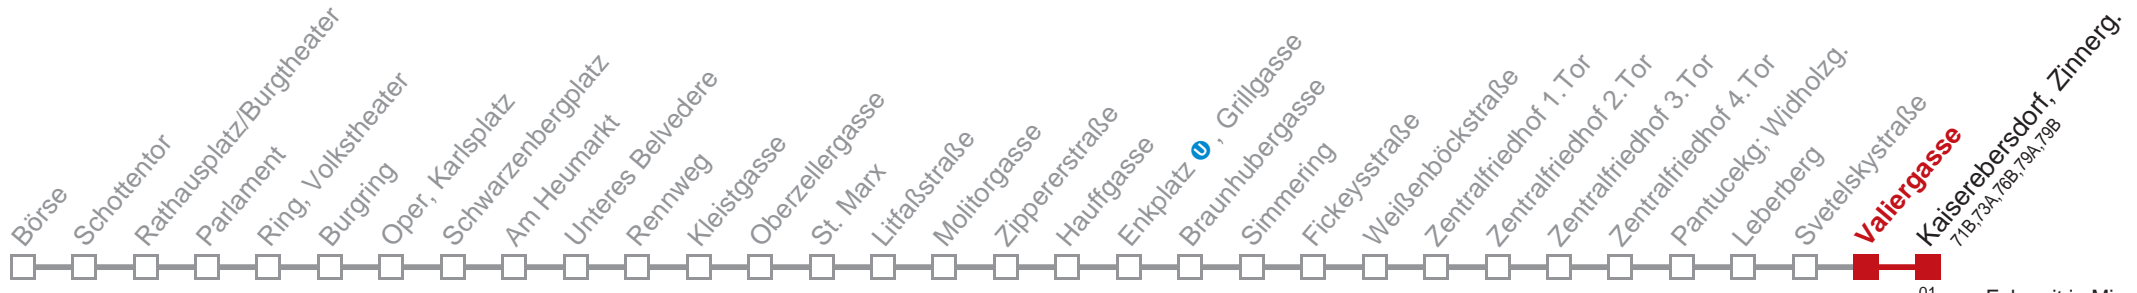 Börse
Schottentor
Rathausplatz/Burgtheater
Parlament
Ring, Volkstheater
Burgring
Oper, Karlsplatz
Schwarzenbergplatz
Am Heumarkt
Unteres Belvedere
Rennweg
Kleistgasse
Oberzellergasse
St. Marx
Litfaßstraße
Molitorgasse
Zippererstraße
Hauffgasse
Enkplatz U , Grillgasse
Braunhubergasse
Simmering
Fickeysstraße
Weißenböckstraße
Zentralfriedhof 1.Tor
Zentralfriedhof 2.Tor
Zentralfriedhof 3.Tor
Zentralfriedhof 4.Tor
Pantucekg; Widholzg.
Leberberg
Svetelskystraße
Valiergasse
Kaiserebersdorf, Zinnerg.
71B,73A,76B,79A,79B